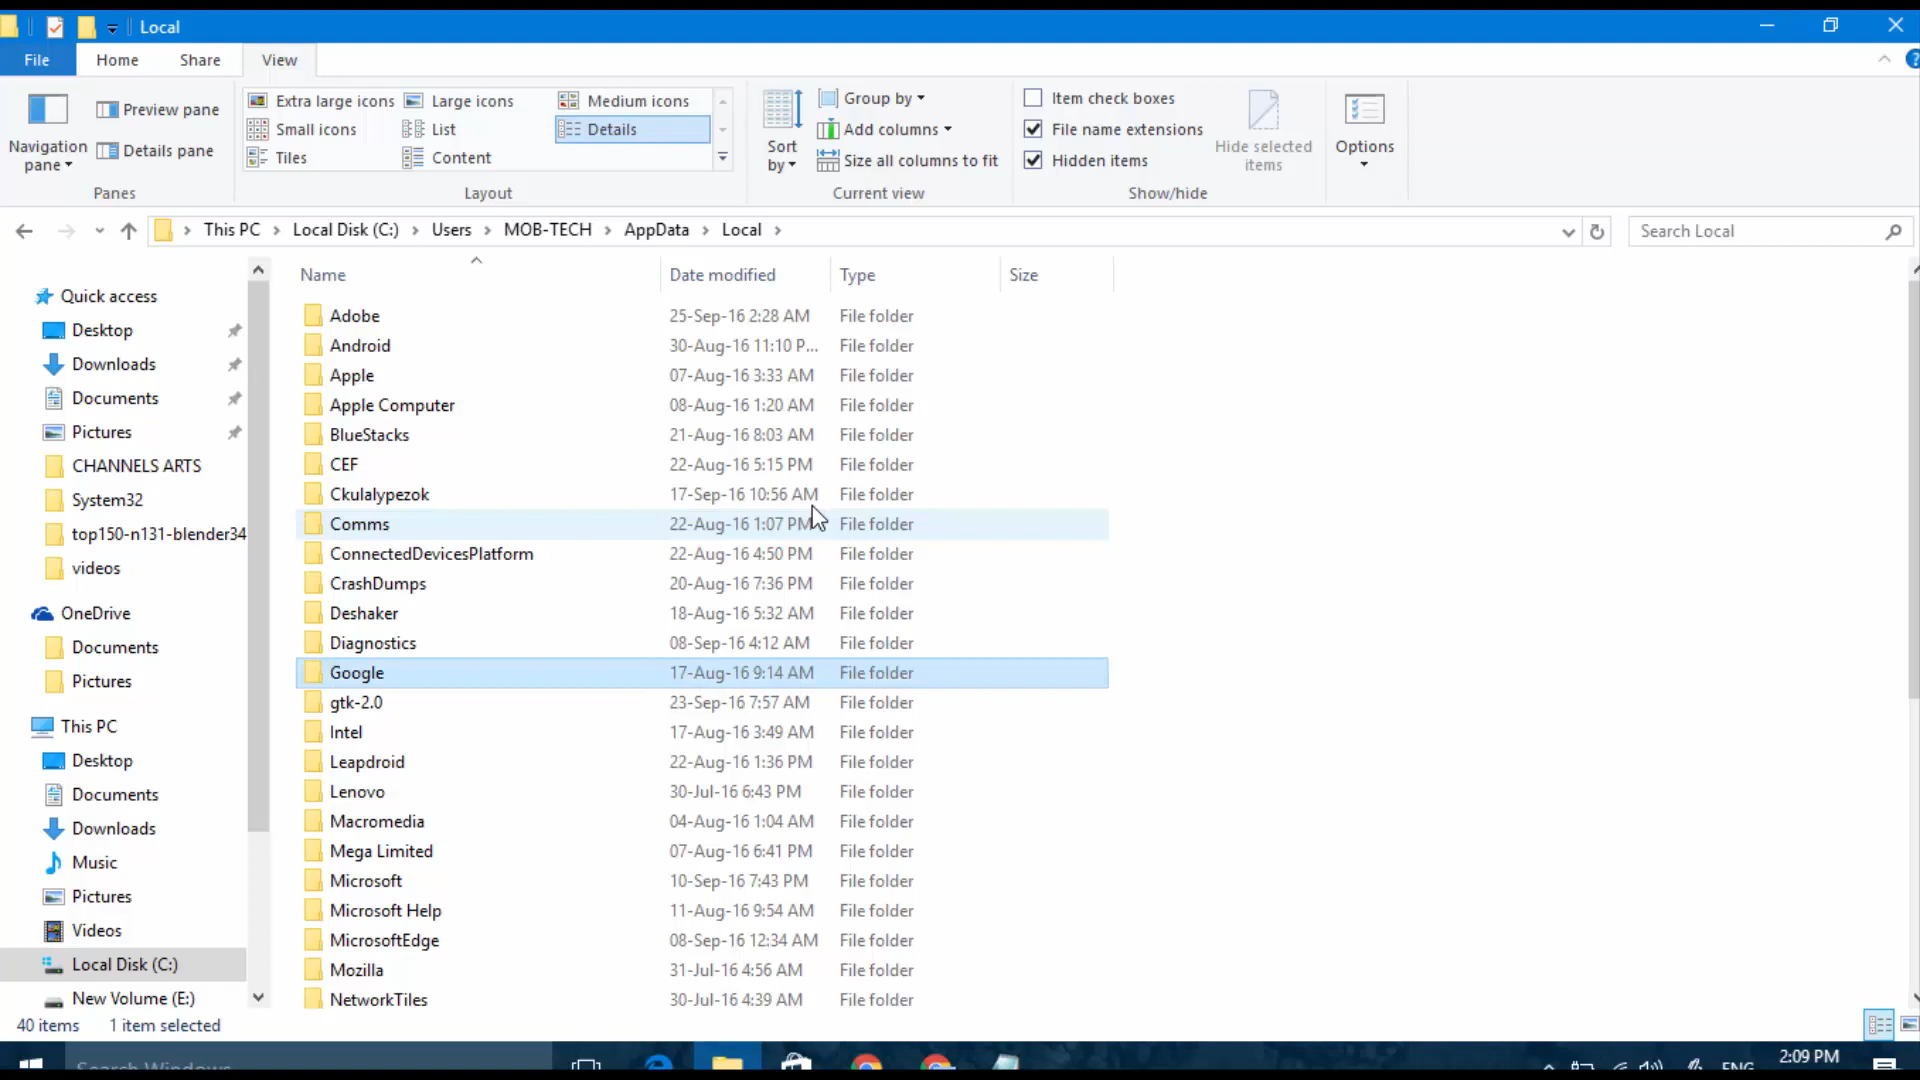 Local
File Home Share View
Navigation pane
Preview pane
Details pane
Panes
Extra large icons Large icons Medium icons
Small icons List Details
Tiles Content
Layout
Sort by
Group by
Add columns
Size all columns to fit
Current view
Item check boxes
File name extensions
Hidden items
Hide selected items
Show/hide
Options
This PC > Local Disk (C:) > Users > MOB-TECH > AppData > Local >
Search Local
Quick access
Desktop
Downloads
Documents
Pictures
CHANNELS ARTS
System32
top150-n131-blender34
videos
OneDrive
Documents
Pictures
This PC
Desktop
Documents
Downloads
Music
Pictures
Videos
Local Disk (C:)
New Volume (E:)
Name Date modified Type Size
Adobe 25-Sep-16 2:28 AM File folder
Android 30-Aug-16 11:10 P... File folder
Apple 07-Aug-16 3:33 AM File folder
Apple Computer 08-Aug-16 1:20 AM File folder
BlueStacks 21-Aug-16 8:03 AM File folder
CEF 22-Aug-16 5:15 PM File folder
Ckulalypezok 17-Sep-16 10:56 AM File folder
Comms 22-Aug-16 1:07 PM File folder
ConnectedDevicesPlatform 22-Aug-16 4:50 PM File folder
CrashDumps 20-Aug-16 7:36 PM File folder
Deshaker 18-Aug-16 5:32 AM File folder
Diagnostics 08-Sep-16 4:12 AM File folder
Google 17-Aug-16 9:14 AM File folder
gtk-2.0 23-Sep-16 7:57 AM File folder
Intel 17-Aug-16 3:49 AM File folder
Leapdroid 22-Aug-16 1:36 PM File folder
Lenovo 30-Jul-16 6:43 PM File folder
Macromedia 04-Aug-16 1:04 AM File folder
Mega Limited 07-Aug-16 6:41 PM File folder
Microsoft 10-Sep-16 7:43 PM File folder
Microsoft Help 11-Aug-16 9:54 AM File folder
MicrosoftEdge 08-Sep-16 12:34 AM File folder
Mozilla 31-Jul-16 4:56 AM File folder
NetworkTiles 30-Jul-16 4:39 AM File folder
40 items 1 item selected
Search Windows
ENG
2:09 PM